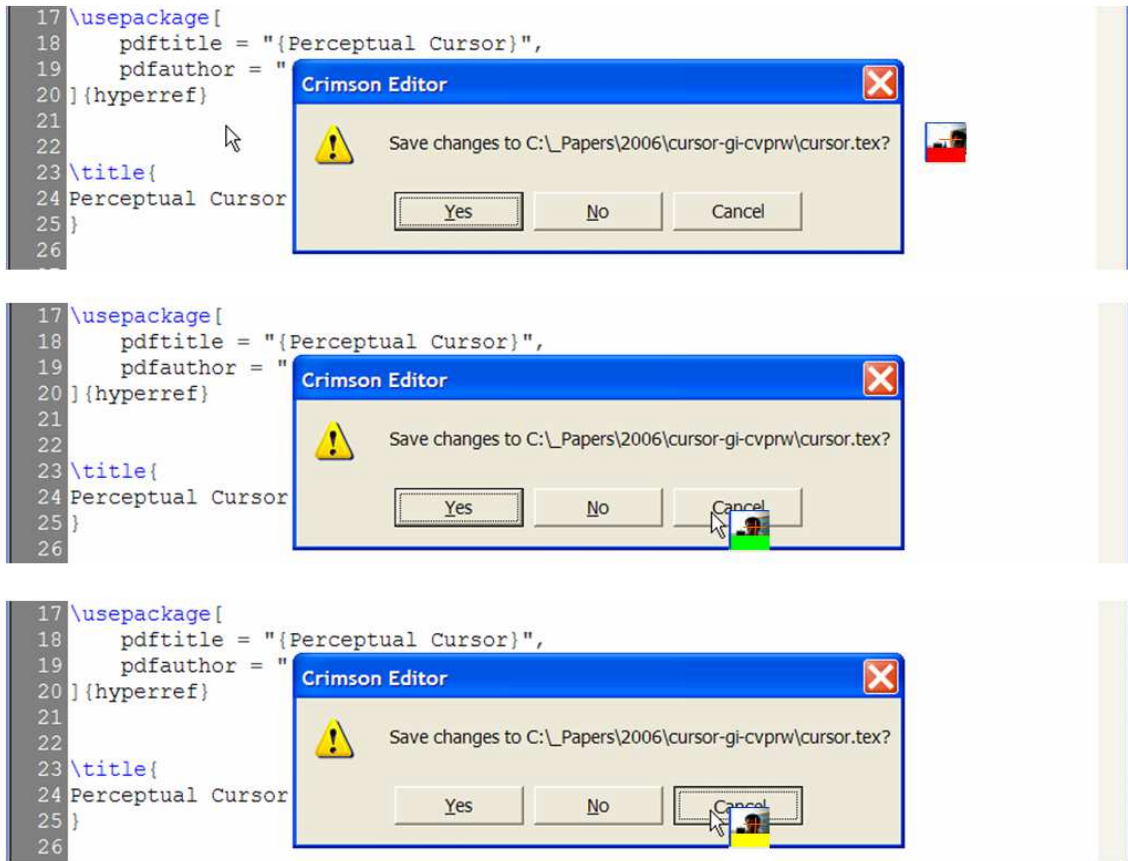 17 \usepackage[
18 pdftitle = "{Perceptual Cursor}",
19 pdfauthor = "
20 ]{hyperref}
21
22
23 \title{
24 Perceptual Cursor
25 }
26
Crimson Editor
Save changes to C:\_Papers\2006\cursor-gi-cvprw\cursor.tex?
Yes No Cancel
17 \usepackage[
18 pdftitle = "{Perceptual Cursor}",
19 pdfauthor = "
20 ]{hyperref}
21
22
23 \title{
24 Perceptual Cursor
25 }
26
Crimson Editor
Save changes to C:\_Papers\2006\cursor-gi-cvprw\cursor.tex?
Yes No Cancel
17 \usepackage[
18 pdftitle = "{Perceptual Cursor}",
19 pdfauthor = "
20 ]{hyperref}
21
22
23 \title{
24 Perceptual Cursor
25 }
26
Crimson Editor
Save changes to C:\_Papers\2006\cursor-gi-cvprw\cursor.tex?
Yes No Cancel